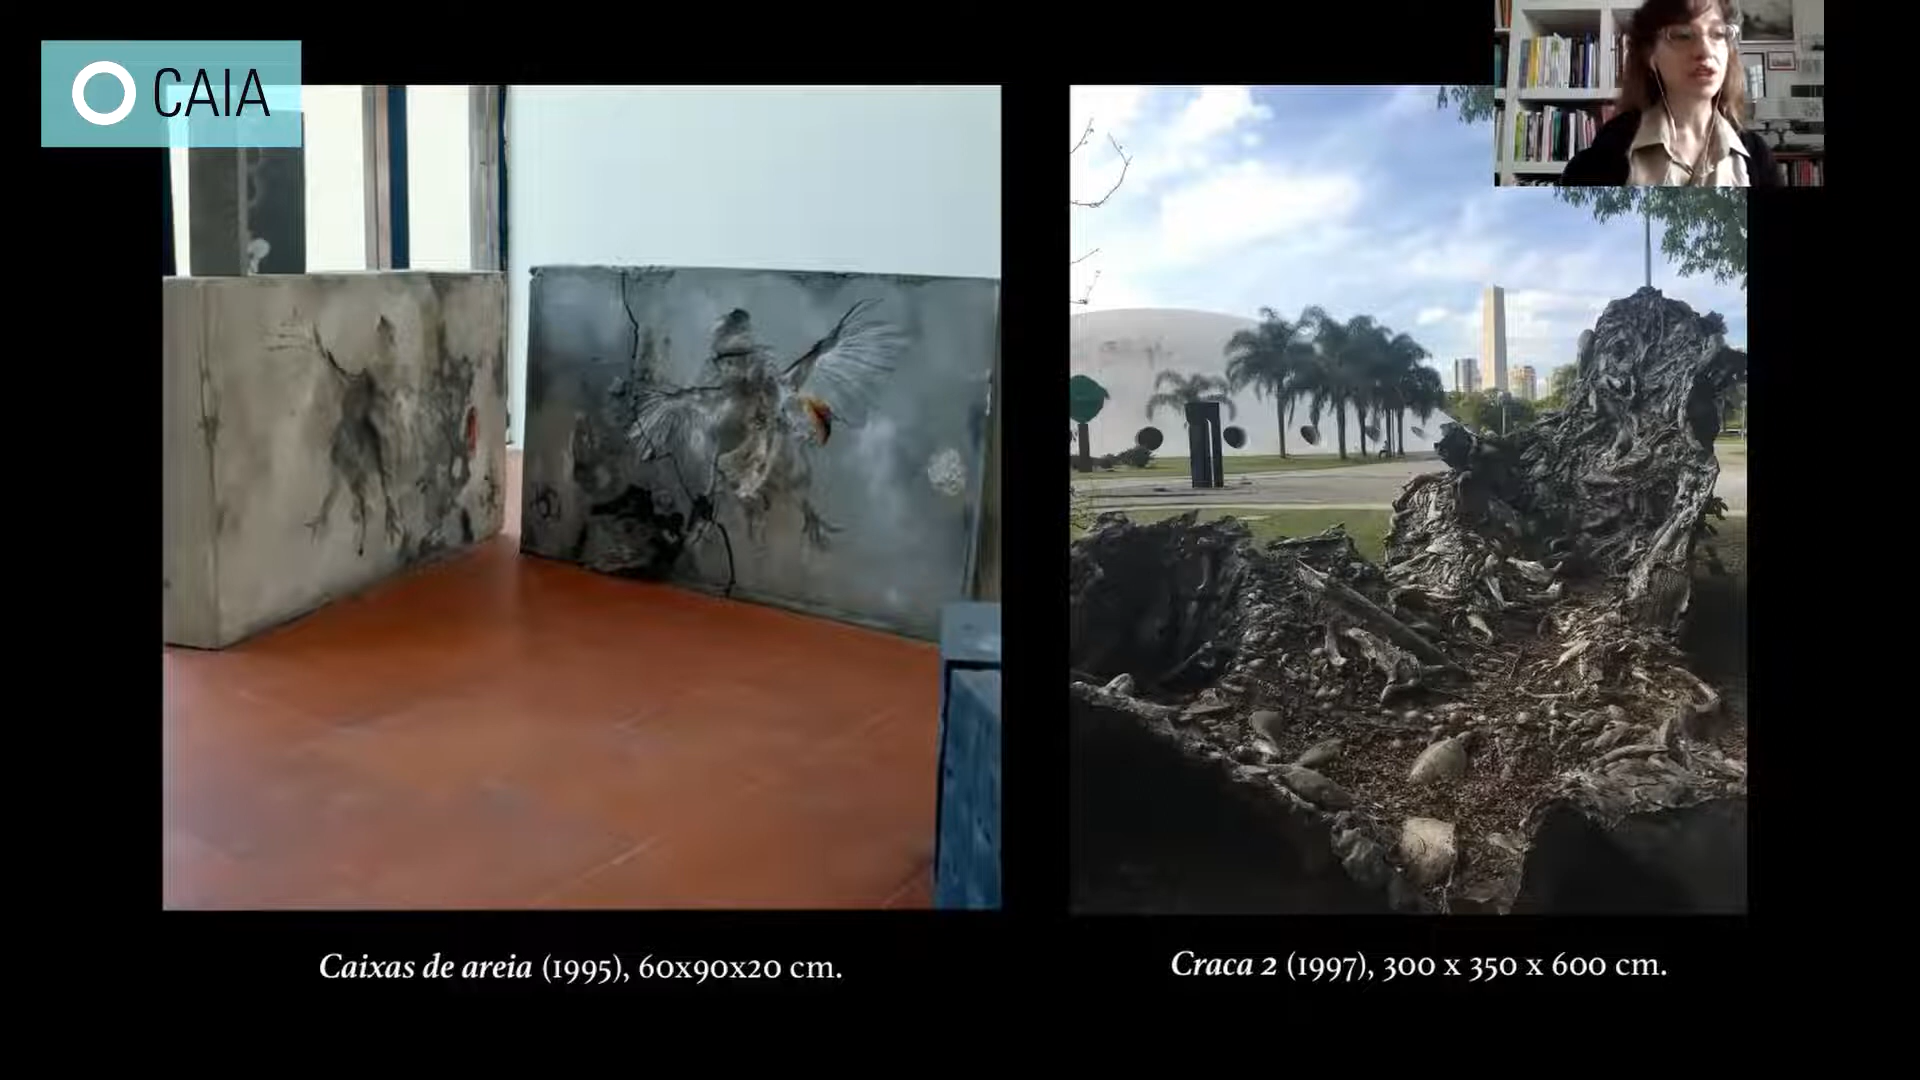 CAIA
Caixas de areia (1995), 60x90x20 cm.
Craca 2 (1997), 300 x 350 x 600 cm.